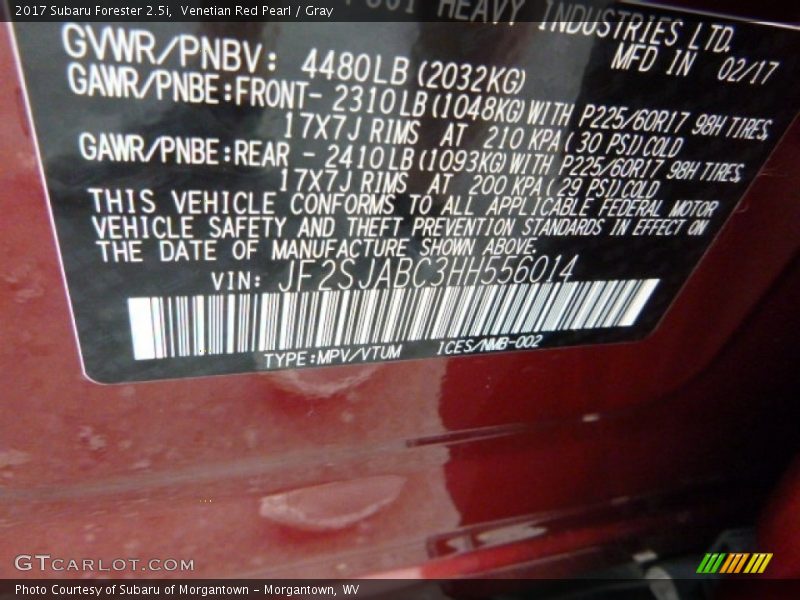 2017 Subaru Forester 2.5i, Venetian Red Pearl / Gray
HEAVY INDUSTRIES LTD.
GVWR/PNBV: 4480LB (2032KG) MFD IN 02/17
GAWR/PNBE:FRONT- 2310LB (1048KG) WITH P225/60R17 98H TIRES,
17X7J RIMS AT 210 KPA (30 PSI) COLD
GAWR/PNBE:REAR - 2410LB (1093KG) WITH P225/60R17 98H TIRES,
17X7J RIMS AT 200 KPA (29 PSI) COLD
THIS VEHICLE CONFORMS TO ALL APPLICABLE FEDERAL MOTOR
VEHICLE SAFETY AND THEFT PREVENTION STANDARDS IN EFFECT ON
THE DATE OF MANUFACTURE SHOWN ABOVE.
VIN: JF2SJABC3HH556014
TYPE:MPV/VTUM ICES/NMB-002
GTCARLOT.COM
Photo Courtesy of Subaru of Morgantown - Morgantown, WV